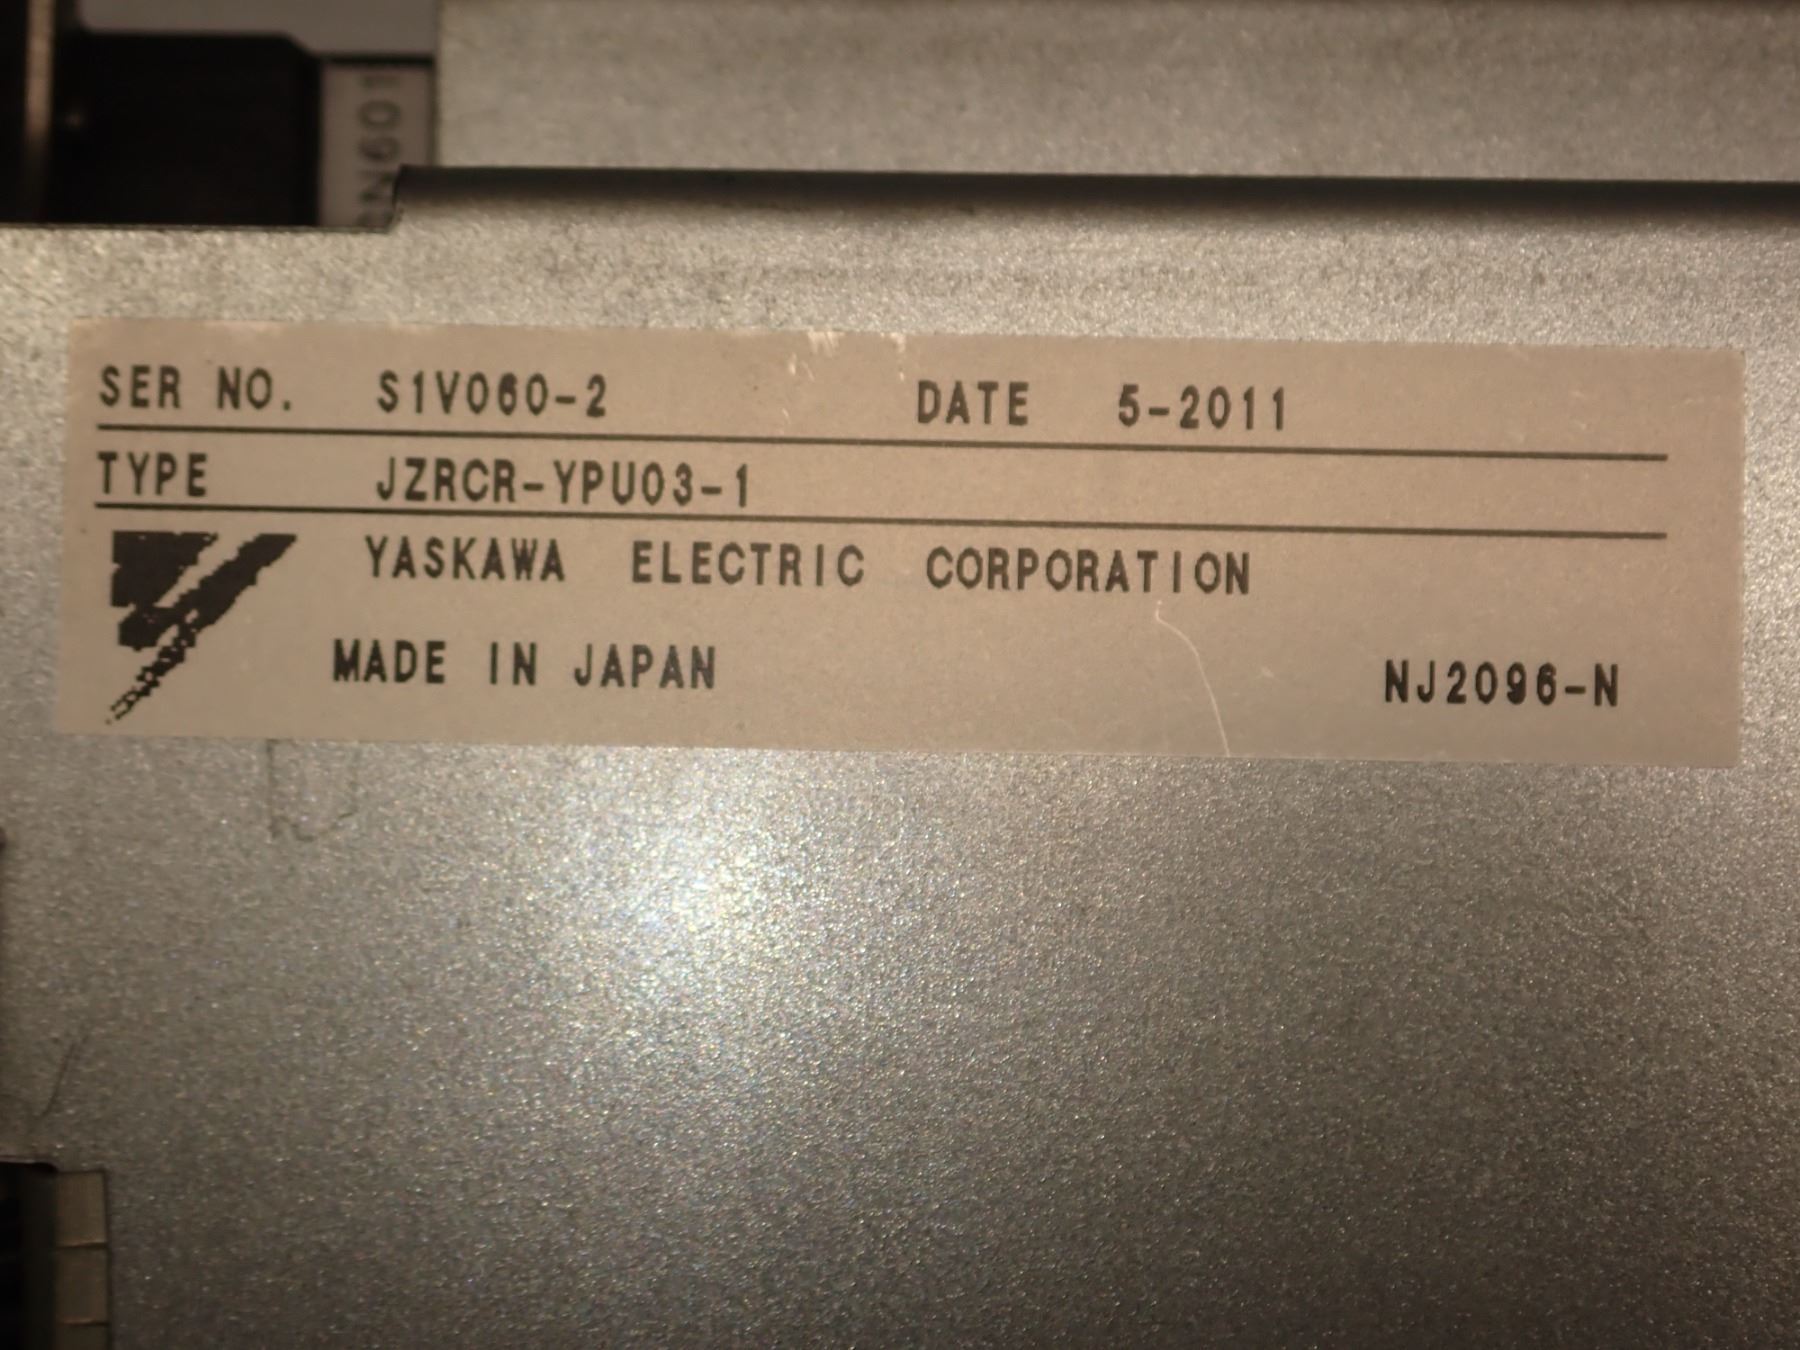 CN601
SER NO. S1V060-2 DATE 5-2011
TYPE JZRCR-YPU03-1
YASKAWA ELECTRIC CORPORATION
MADE IN JAPAN NJ2096-N